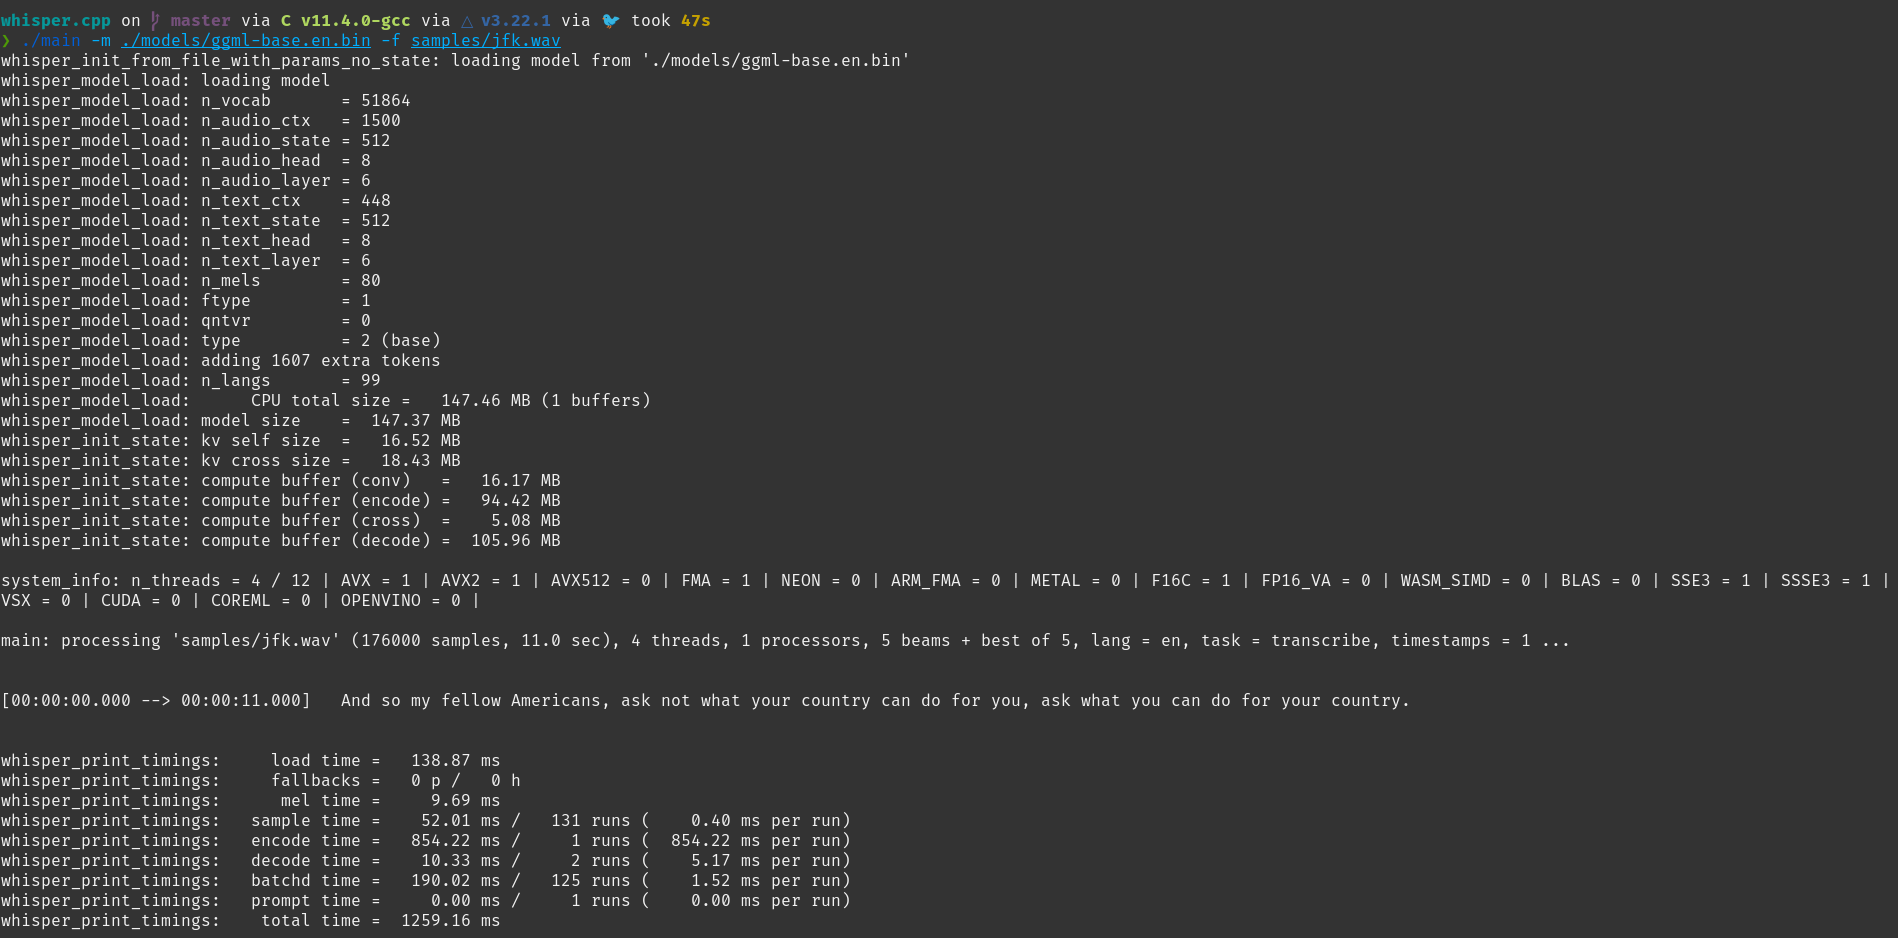 whisper.cpp on master via C v11.4.0-gcc via △ v3.22.1 via 🐦 took 47s
❯ ./main -m ./models/ggml-base.en.bin -f samples/jfk.wav
whisper_init_from_file_with_params_no_state: loading model from './models/ggml-base.en.bin'
whisper_model_load: loading model
whisper_model_load: n_vocab       = 51864
whisper_model_load: n_audio_ctx   = 1500
whisper_model_load: n_audio_state = 512
whisper_model_load: n_audio_head  = 8
whisper_model_load: n_audio_layer = 6
whisper_model_load: n_text_ctx    = 448
whisper_model_load: n_text_state  = 512
whisper_model_load: n_text_head   = 8
whisper_model_load: n_text_layer  = 6
whisper_model_load: n_mels        = 80
whisper_model_load: ftype         = 1
whisper_model_load: qntvr         = 0
whisper_model_load: type          = 2 (base)
whisper_model_load: adding 1607 extra tokens
whisper_model_load: n_langs       = 99
whisper_model_load:      CPU total size =   147.46 MB (1 buffers)
whisper_model_load: model size    =  147.37 MB
whisper_init_state: kv self size  =   16.52 MB
whisper_init_state: kv cross size =   18.43 MB
whisper_init_state: compute buffer (conv)   =   16.17 MB
whisper_init_state: compute buffer (encode) =   94.42 MB
whisper_init_state: compute buffer (cross)  =    5.08 MB
whisper_init_state: compute buffer (decode) =  105.96 MB
system_info: n_threads = 4 / 12 | AVX = 1 | AVX2 = 1 | AVX512 = 0 | FMA = 1 | NEON = 0 | ARM_FMA = 0 | METAL = 0 | F16C = 1 | FP16_VA = 0 | WASM_SIMD = 0 | BLAS = 0 | SSE3 = 1 | SSSE3 = 1 |
VSX = 0 | CUDA = 0 | COREML = 0 | OPENVINO = 0 |
main: processing 'samples/jfk.wav' (176000 samples, 11.0 sec), 4 threads, 1 processors, 5 beams + best of 5, lang = en, task = transcribe, timestamps = 1 ...
[00:00:00.000 --> 00:00:11.000]   And so my fellow Americans, ask not what your country can do for you, ask what you can do for your country.
whisper_print_timings:     load time =   138.87 ms
whisper_print_timings:     fallbacks =   0 p /   0 h
whisper_print_timings:      mel time =     9.69 ms
whisper_print_timings:   sample time =    52.01 ms /   131 runs (    0.40 ms per run)
whisper_print_timings:   encode time =   854.22 ms /     1 runs (  854.22 ms per run)
whisper_print_timings:   decode time =    10.33 ms /     2 runs (    5.17 ms per run)
whisper_print_timings:   batchd time =   190.02 ms /   125 runs (    1.52 ms per run)
whisper_print_timings:   prompt time =     0.00 ms /     1 runs (    0.00 ms per run)
whisper_print_timings:    total time =  1259.16 ms